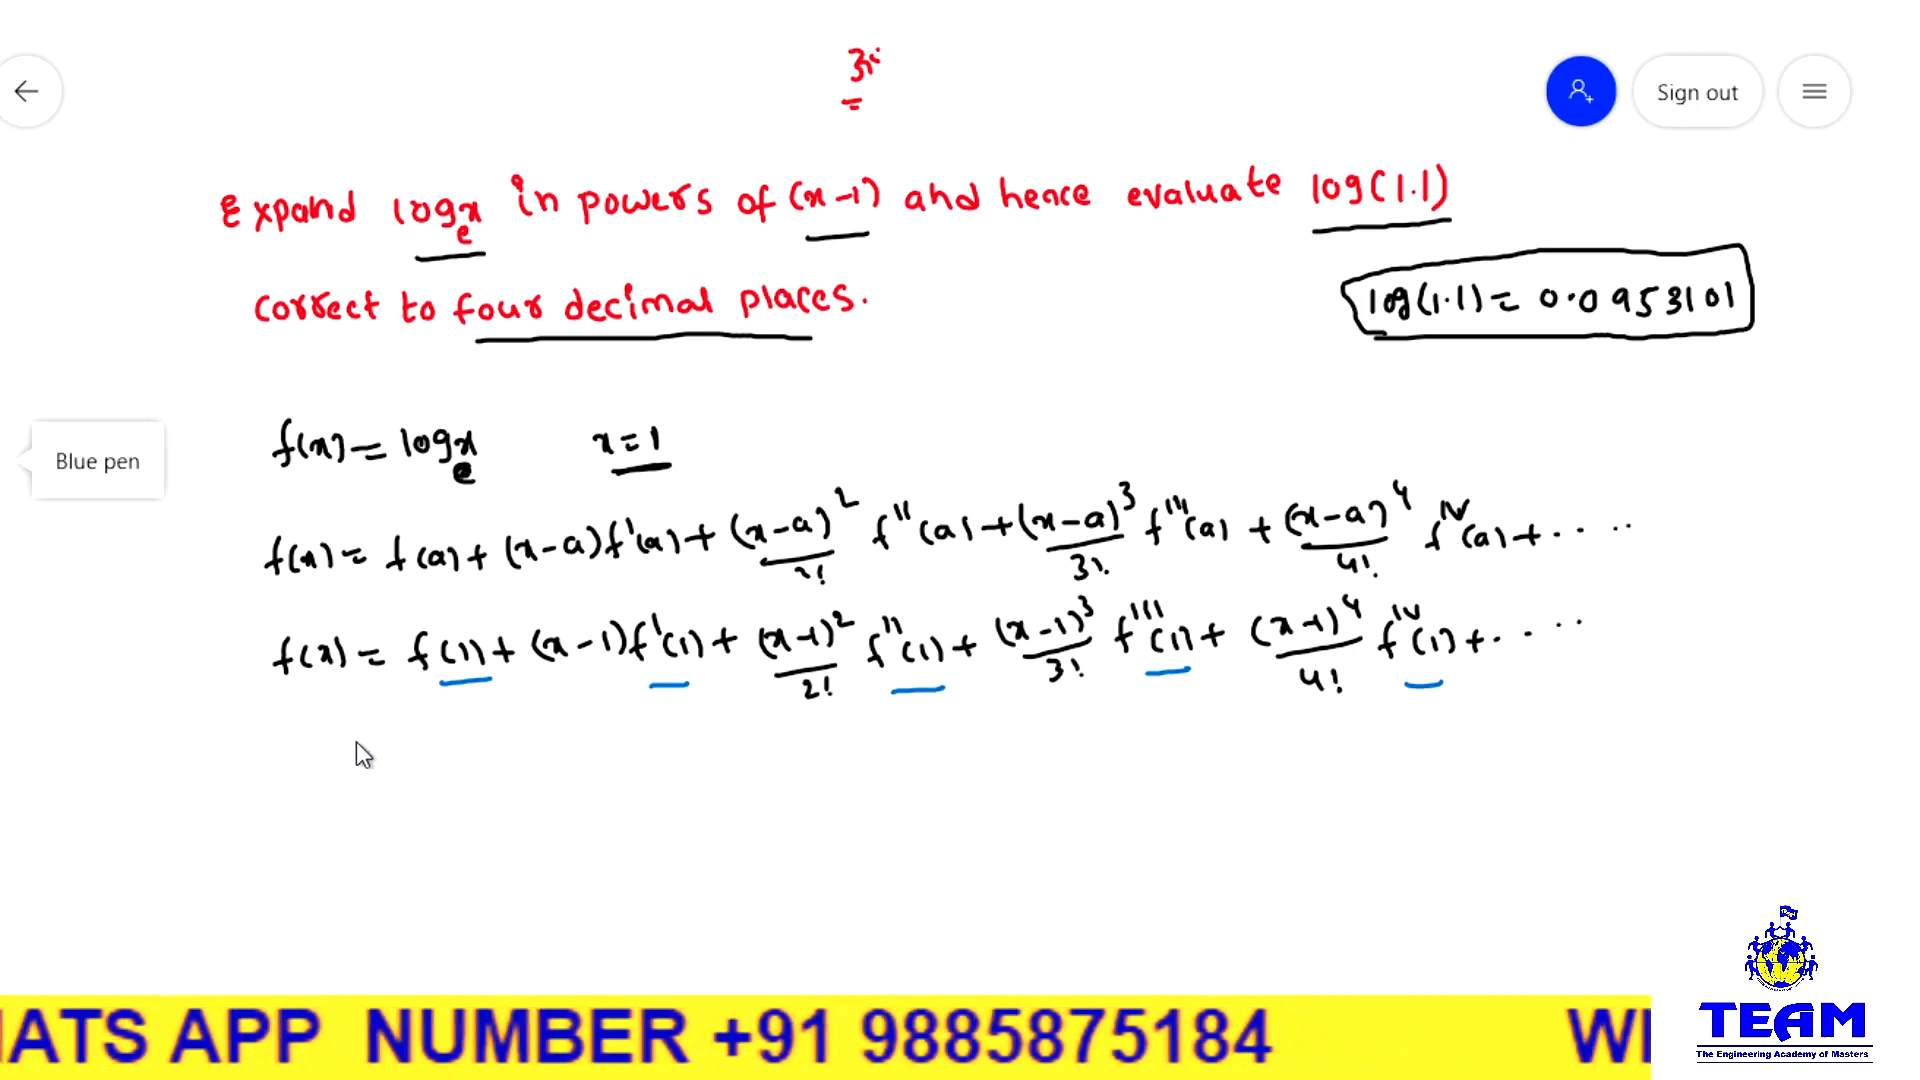 3x
=
Sign out
Expand logₑx in powers of (x-1) and hence evaluate log(1.1)
correct to four decimal places.
log(1.1) = 0.0953101
f(x) = logₑx x=1
Blue pen
f(x) = f(a) + (x-a)f'(a) + (x-a)²/2! f''(a) + (x-a)³/3! f'''(a) + (x-a)⁴/4! fⁱᵛ(a) + .....
f(x) = f(1) + (x-1)f'(1) + (x-1)²/2! f''(1) + (x-1)³/3! f'''(1) + (x-1)⁴/4! fⁱᵛ(1) + .....
HATS APP NUMBER +91 9885875184 W
TEAM
The Engineering Academy of Masters